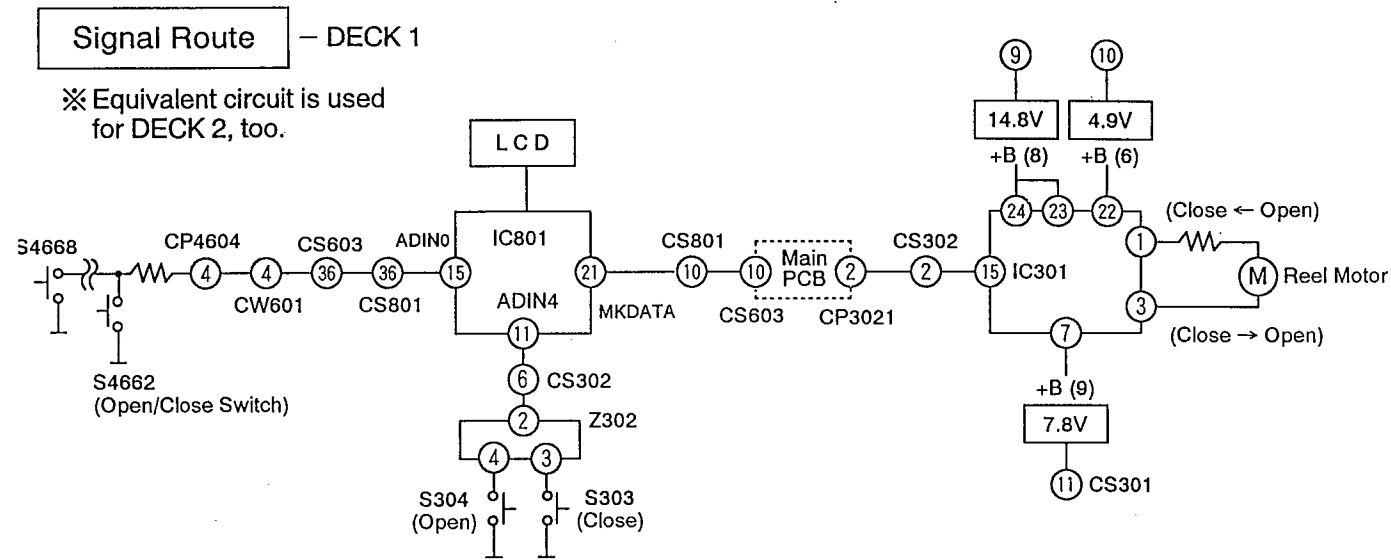 Signal Route – DECK 1
※ Equivalent circuit is used
for DECK 2, too.
9 10
14.8V 4.9V
+B (8) +B (6)
LCD
24 23 22
(Close ← Open)
S4668 CP4604 CS603 ADIN0 IC801 CS801 Main PCB CS302 1
4 4 36 36 15 21 10 10 2 2 15 IC301 M Reel Motor
CW601 CS801 ADIN4 MKDATA CS603 CP3021 3
11 7 (Close → Open)
S4662
(Open/Close Switch)
6 CS302
+B (9)
2 Z302
7.8V
4 3
11 CS301
S304 S303
(Open) (Close)